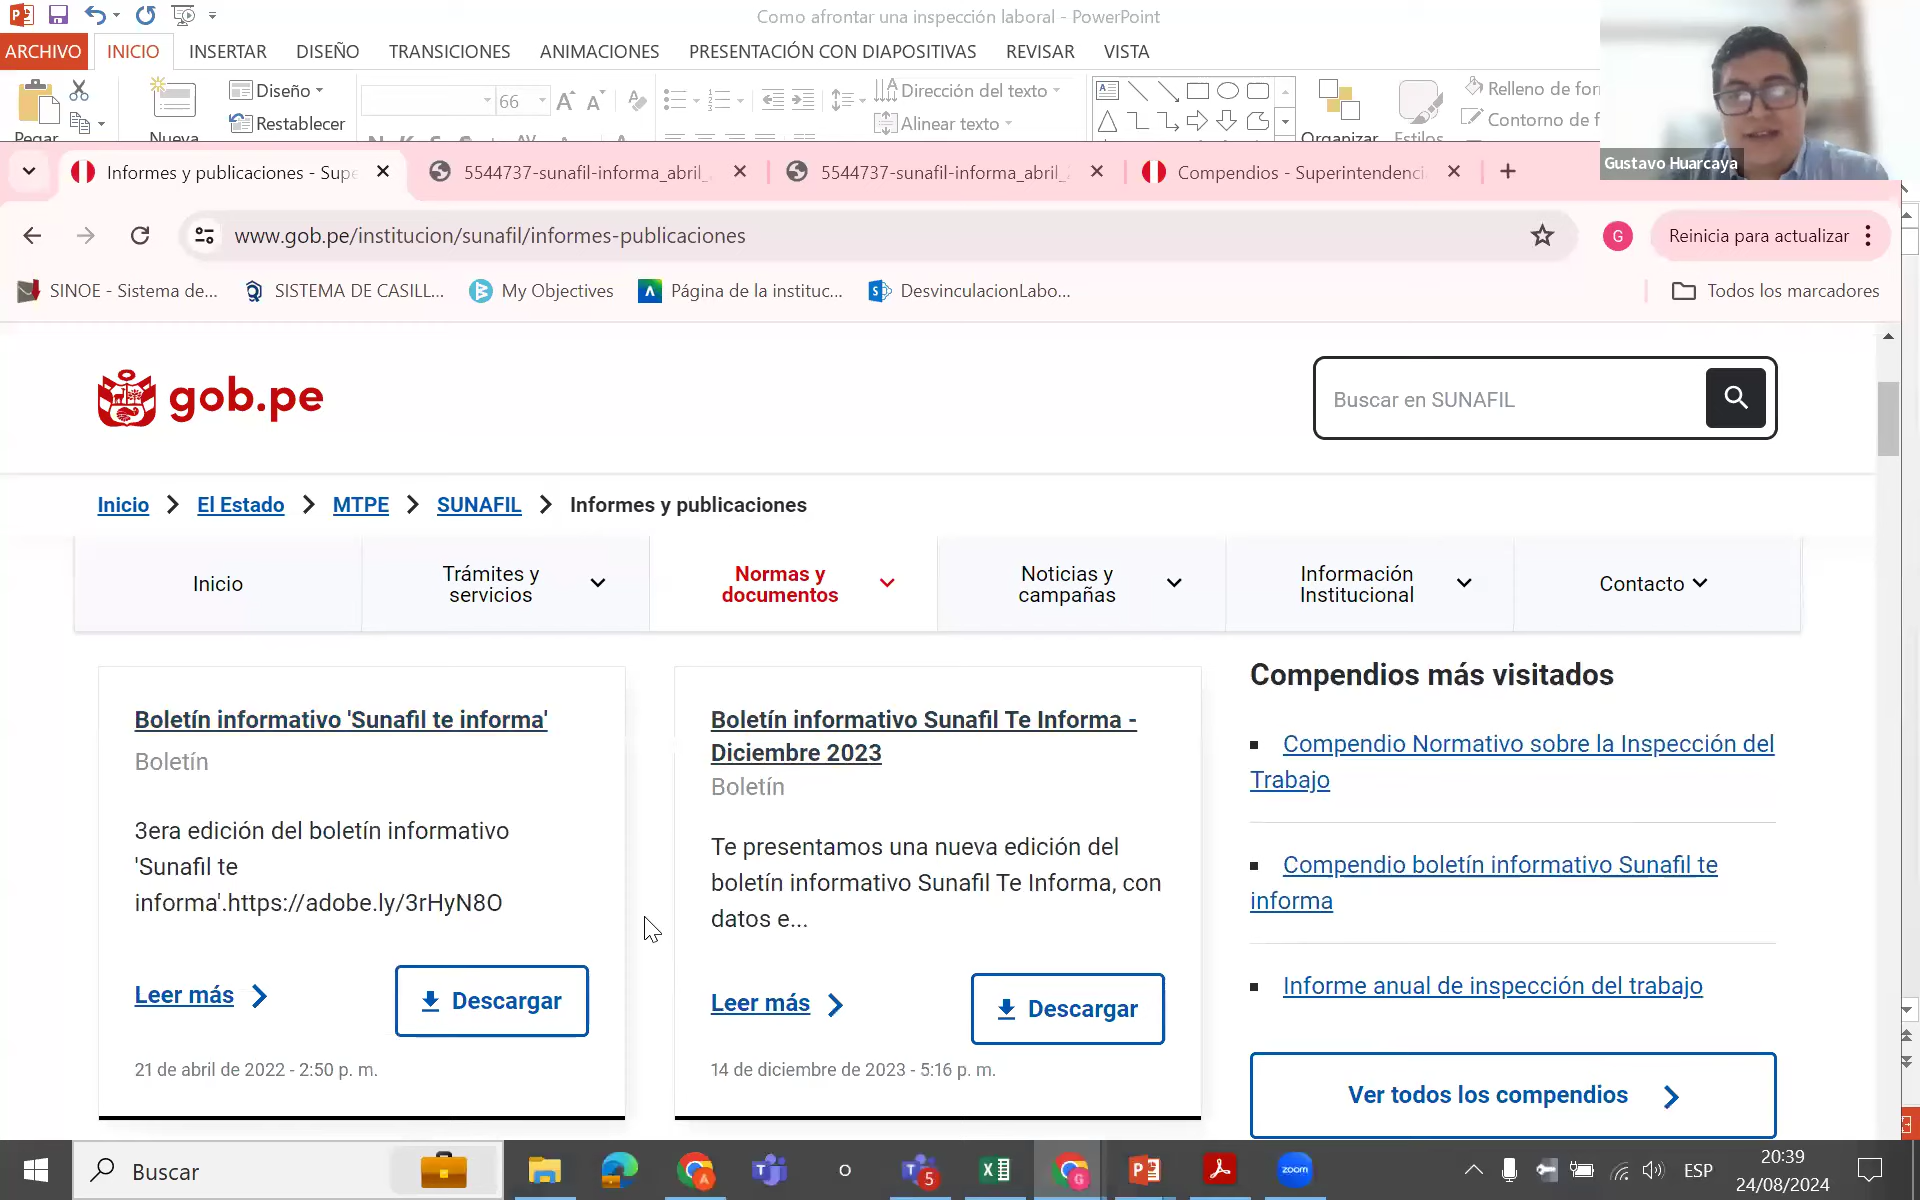 Como afrontar una inspección laboral - PowerPoint
ARCHIVO INICIO INSERTAR DISEÑO TRANSICIONES ANIMACIONES PRESENTACIÓN CON DIAPOSITIVAS REVISAR VISTA
Diseño 66 Dirección del texto Relleno de for
Restablecer Alinear texto Contorno de f
Pegar Nueva Organizar Estilos
Gustavo Huarcaya
Informes y publicaciones - Supe 5544737-sunafil-informa_abril_ 5544737-sunafil-informa_abril_2 Compendios - Superintendenci
www.gob.pe/institucion/sunafil/informes-publicaciones G Reinicia para actualizar
SINOE - Sistema de... SISTEMA DE CASILL... My Objectives Página de la instituc... DesvinculacionLabo... Todos los marcadores
gob.pe
Buscar en SUNAFIL
Inicio > El Estado > MTPE > SUNAFIL > Informes y publicaciones
Inicio
Trámites y
servicios
Normas y
documentos
Noticias y
campañas
Información
Institucional
Contacto
Boletín informativo 'Sunafil te informa'
Boletín
3era edición del boletín informativo
'Sunafil te
informa'.https://adobe.ly/3rHyN8O
Leer más Descargar
21 de abril de 2022 - 2:50 p. m.
Boletín informativo Sunafil Te Informa -
Diciembre 2023
Boletín
Te presentamos una nueva edición del
boletín informativo Sunafil Te Informa, con
datos e...
Leer más Descargar
14 de diciembre de 2023 - 5:16 p. m.
Compendios más visitados
Compendio Normativo sobre la Inspección del
Trabajo
Compendio boletín informativo Sunafil te
informa
Informe anual de inspección del trabajo
Ver todos los compendios
Buscar
5
zoom
ESP
20:39
24/08/2024